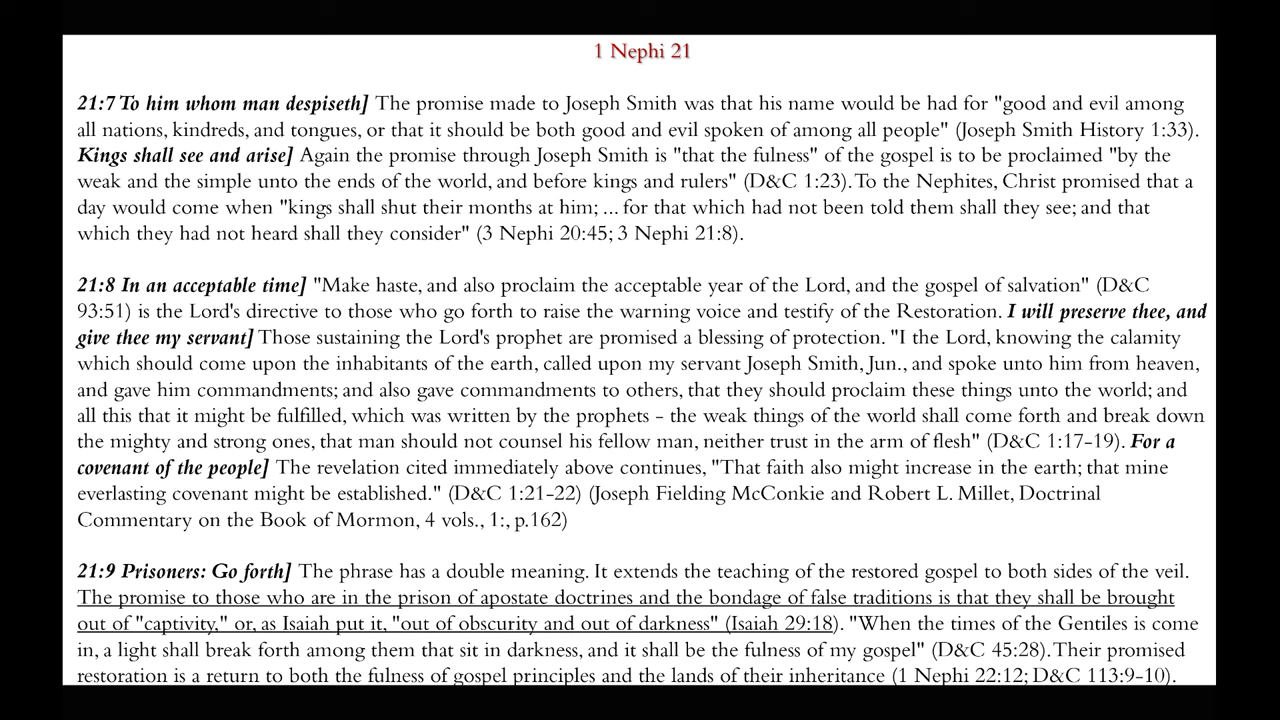 1 Nephi 21
21:7 To him whom man despiseth] The promise made to Joseph Smith was that his name would be had for "good and evil among
all nations, kindreds, and tongues, or that it should be both good and evil spoken of among all people" (Joseph Smith History 1:33).
Kings shall see and arise] Again the promise through Joseph Smith is "that the fulness" of the gospel is to be proclaimed "by the
weak and the simple unto the ends of the world, and before kings and rulers" (D&C 1:23). To the Nephites, Christ promised that a
day would come when "kings shall shut their months at him; ... for that which had not been told them shall they see; and that
which they had not heard shall they consider" (3 Nephi 20:45; 3 Nephi 21:8).
21:8 In an acceptable time] "Make haste, and also proclaim the acceptable year of the Lord, and the gospel of salvation" (D&C
93:51) is the Lord's directive to those who go forth to raise the warning voice and testify of the Restoration. I will preserve thee, and
give thee my servant] Those sustaining the Lord's prophet are promised a blessing of protection. "I the Lord, knowing the calamity
which should come upon the inhabitants of the earth, called upon my servant Joseph Smith, Jun., and spoke unto him from heaven,
and gave him commandments; and also gave commandments to others, that they should proclaim these things unto the world; and
all this that it might be fulfilled, which was written by the prophets - the weak things of the world shall come forth and break down
the mighty and strong ones, that man should not counsel his fellow man, neither trust in the arm of flesh" (D&C 1:17-19). For a
covenant of the people] The revelation cited immediately above continues, "That faith also might increase in the earth; that mine
everlasting covenant might be established." (D&C 1:21-22) (Joseph Fielding McConkie and Robert L. Millet, Doctrinal
Commentary on the Book of Mormon, 4 vols., 1:, p.162)
21:9 Prisoners: Go forth] The phrase has a double meaning. It extends the teaching of the restored gospel to both sides of the veil.
The promise to those who are in the prison of apostate doctrines and the bondage of false traditions is that they shall be brought
out of "captivity," or, as Isaiah put it, "out of obscurity and out of darkness" (Isaiah 29:18). "When the times of the Gentiles is come
in, a light shall break forth among them that sit in darkness, and it shall be the fulness of my gospel" (D&C 45:28). Their promised
restoration is a return to both the fulness of gospel principles and the lands of their inheritance (1 Nephi 22:12; D&C 113:9-10).